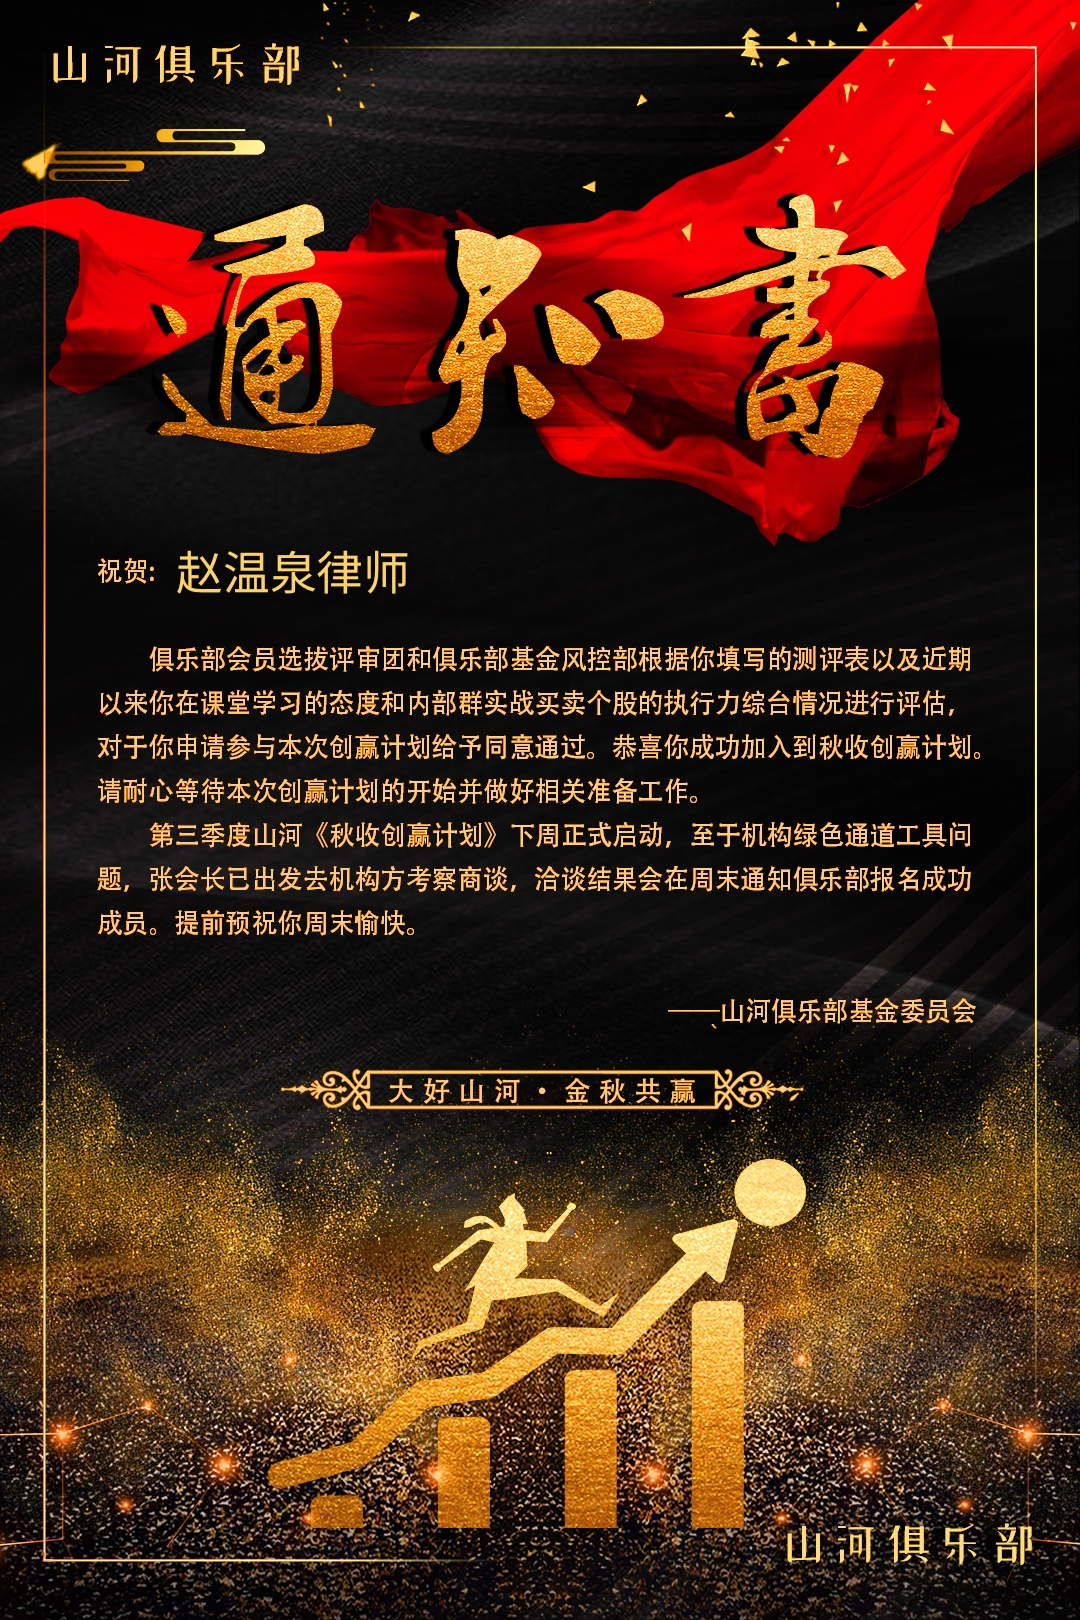 山河俱乐部
通知书
祝贺：赵温泉律师
俱乐部会员选拔评审团和俱乐部基金风控部根据你填写的测评表以及近期
以来你在课堂学习的态度和内部群实战买卖个股的执行力综台情况进行评估，
对于你申请参与本次创赢计划给予同意通过。恭喜你成功加入到秋收创赢计划。
请耐心等待本次创赢计划的开始并做好相关准备工作。
第三季度山河《秋收创赢计划》下周正式启动，至于机构绿色通道工具问
题，张会长已出发去机构方考察商谈，洽谈结果会在周末通知俱乐部报名成功
成员。提前预祝你周末愉快。
——山河俱乐部基金委员会
、
大好山河·金秋共赢
山河俱乐部